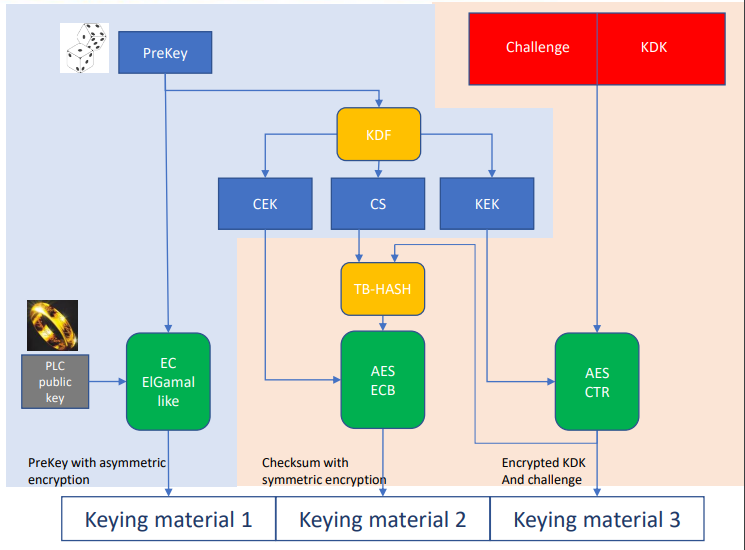 PreKey
Challenge
KDK
KDF
CEK
CS
KEK
TB-HASH
PLC
public
key
EC
ElGamal
like
AES
ECB
AES
CTR
PreKey with asymmetric
encryption
Checksum with
symmetric encryption
Encrypted KDK
And challenge
Keying material 1
Keying material 2
Keying material 3